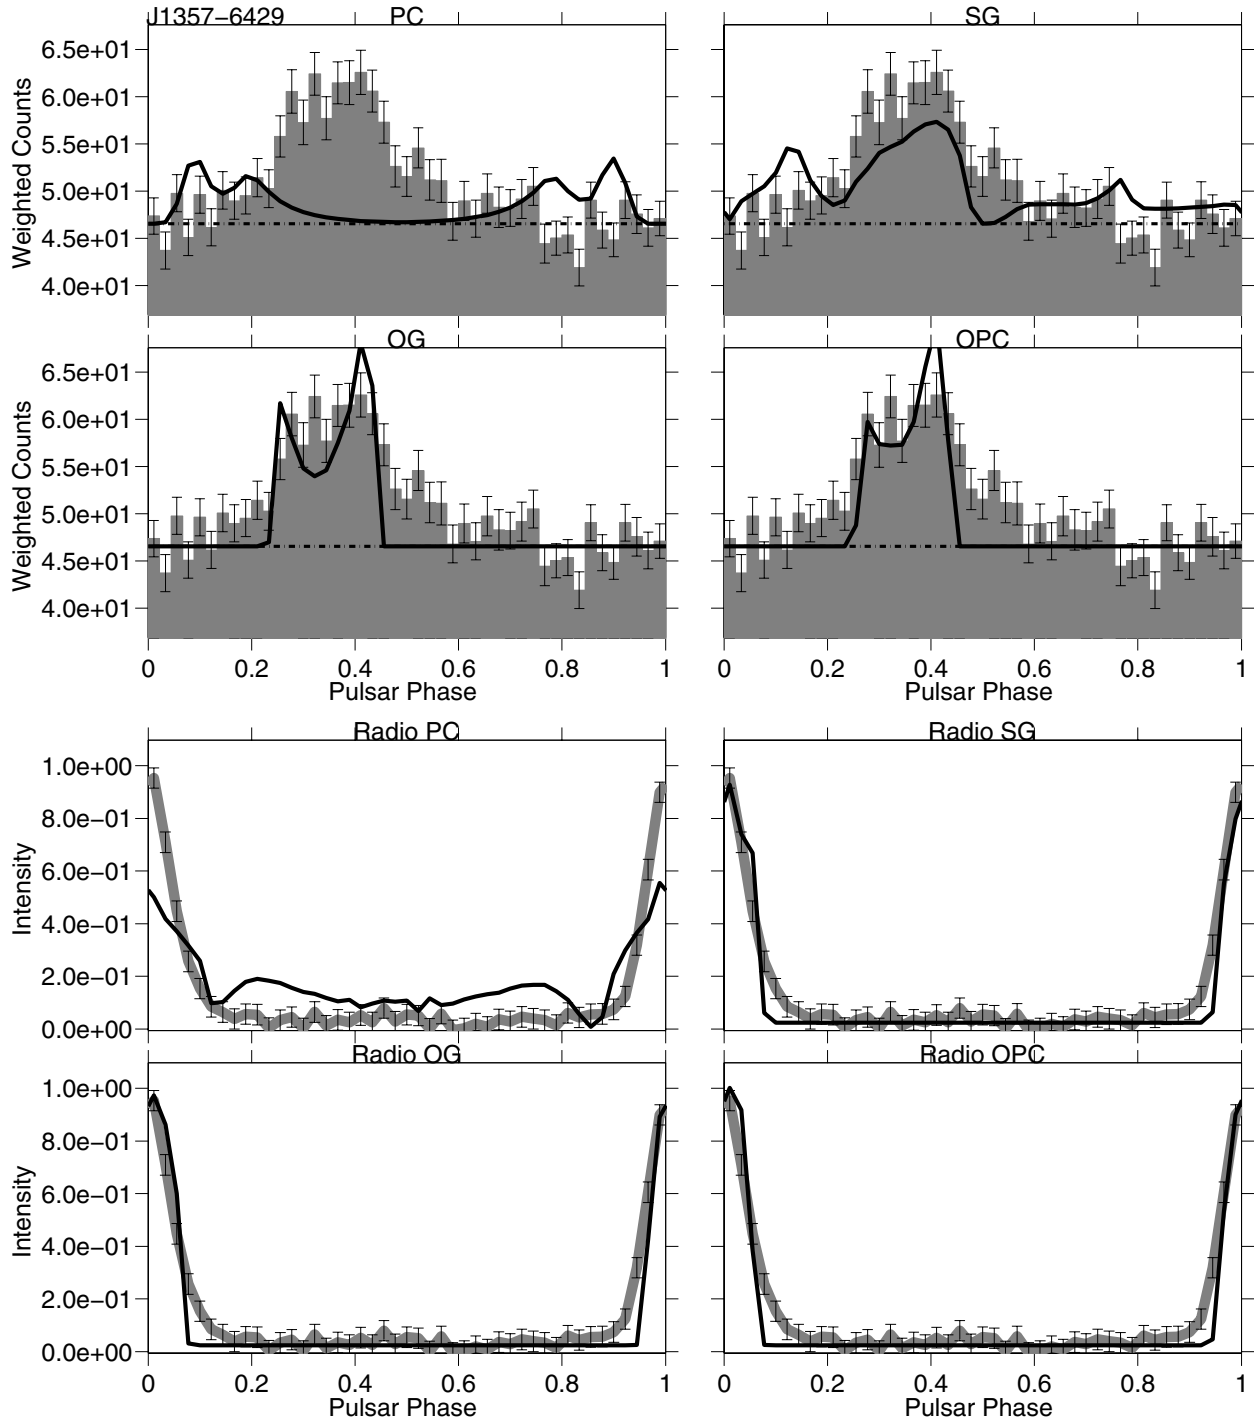 J1357−6429 PC SG
6.5e+01
6.0e+01
5.5e+01
5.0e+01
4.5e+01
4.0e+01
Weighted Counts
0 0.2 0.4 0.6 0.8 1 0 0.2 0.4 0.6 0.8 1
OG OPC
6.5e+01
6.0e+01
5.5e+01
5.0e+01
4.5e+01
4.0e+01
Weighted Counts
Pulsar Phase Pulsar Phase
Radio PC Radio SG
1.0e+00
8.0e−01
6.0e−01
4.0e−01
2.0e−01
0.0e+00
Intensity
Radio OG Radio OPC
1.0e+00
8.0e−01
6.0e−01
4.0e−01
2.0e−01
0.0e+00
Intensity
0 0.2 0.4 0.6 0.8 1 0 0.2 0.4 0.6 0.8 1
Pulsar Phase Pulsar Phase